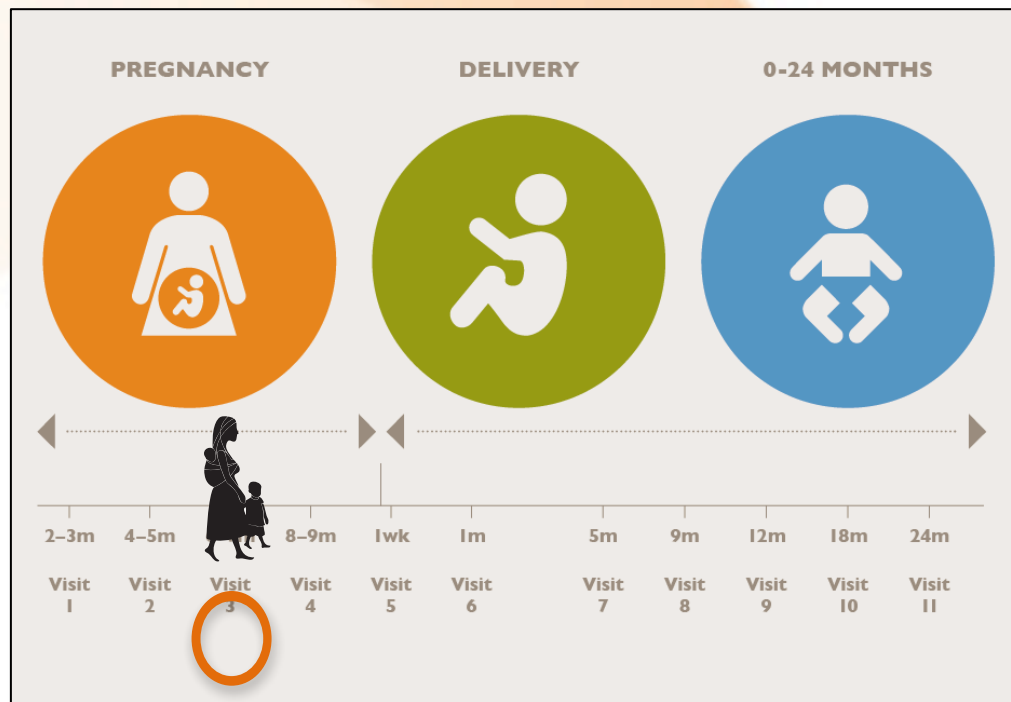 PREGNANCY DELIVERY 0-24 MONTHS
2–3m 4–5m 8–9m 1wk 1m 5m 9m 12m 18m 24m
Visit Visit Visit Visit Visit Visit Visit Visit Visit Visit Visit
1 2 3 4 5 6 7 8 9 10 11